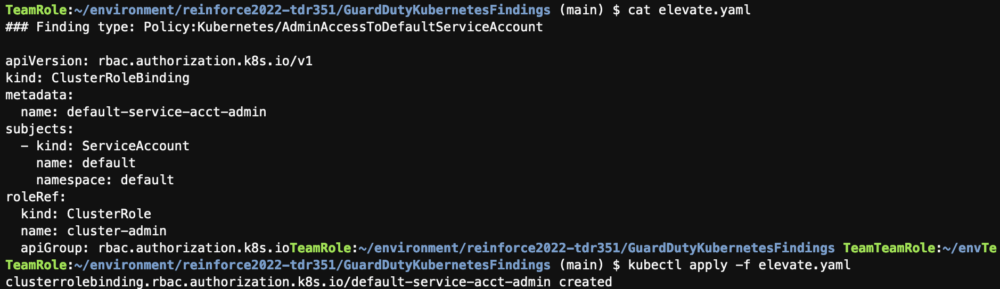 TeamRole:~/environment/reinforce2022-tdr351/GuardDutyKubernetesFindings (main) $ cat elevate.yaml
### Finding type: Policy:Kubernetes/AdminAccessToDefaultServiceAccount

apiVersion: rbac.authorization.k8s.io/v1
kind: ClusterRoleBinding
metadata:
  name: default-service-acct-admin
subjects:
  - kind: ServiceAccount
    name: default
    namespace: default
roleRef:
  kind: ClusterRole
  name: cluster-admin
  apiGroup: rbac.authorization.k8s.ioTeamRole:~/environment/reinforce2022-tdr351/GuardDutyKubernetesFindings TeamTeamRole:~/envTe
TeamRole:~/environment/reinforce2022-tdr351/GuardDutyKubernetesFindings (main) $ kubectl apply -f elevate.yaml
clusterrolebinding.rbac.authorization.k8s.io/default-service-acct-admin created